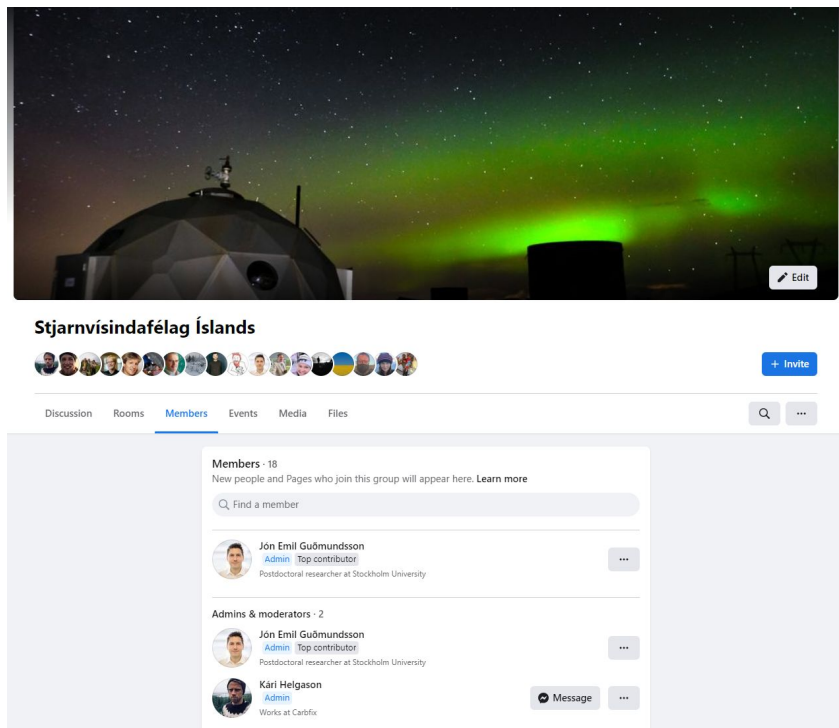 Edit
Stjarnvísindafélag Íslands
+ Invite
Discussion Rooms Members Events Media Files
Members · 18
New people and Pages who join this group will appear here. Learn more
Find a member
Jón Emil Guðmundsson
Admin Top contributor
Postdoctoral researcher at Stockholm University
Admins & moderators · 2
Jón Emil Guðmundsson
Admin Top contributor
Postdoctoral researcher at Stockholm University
Kári Helgason
Admin
Message
Works at Carbfix